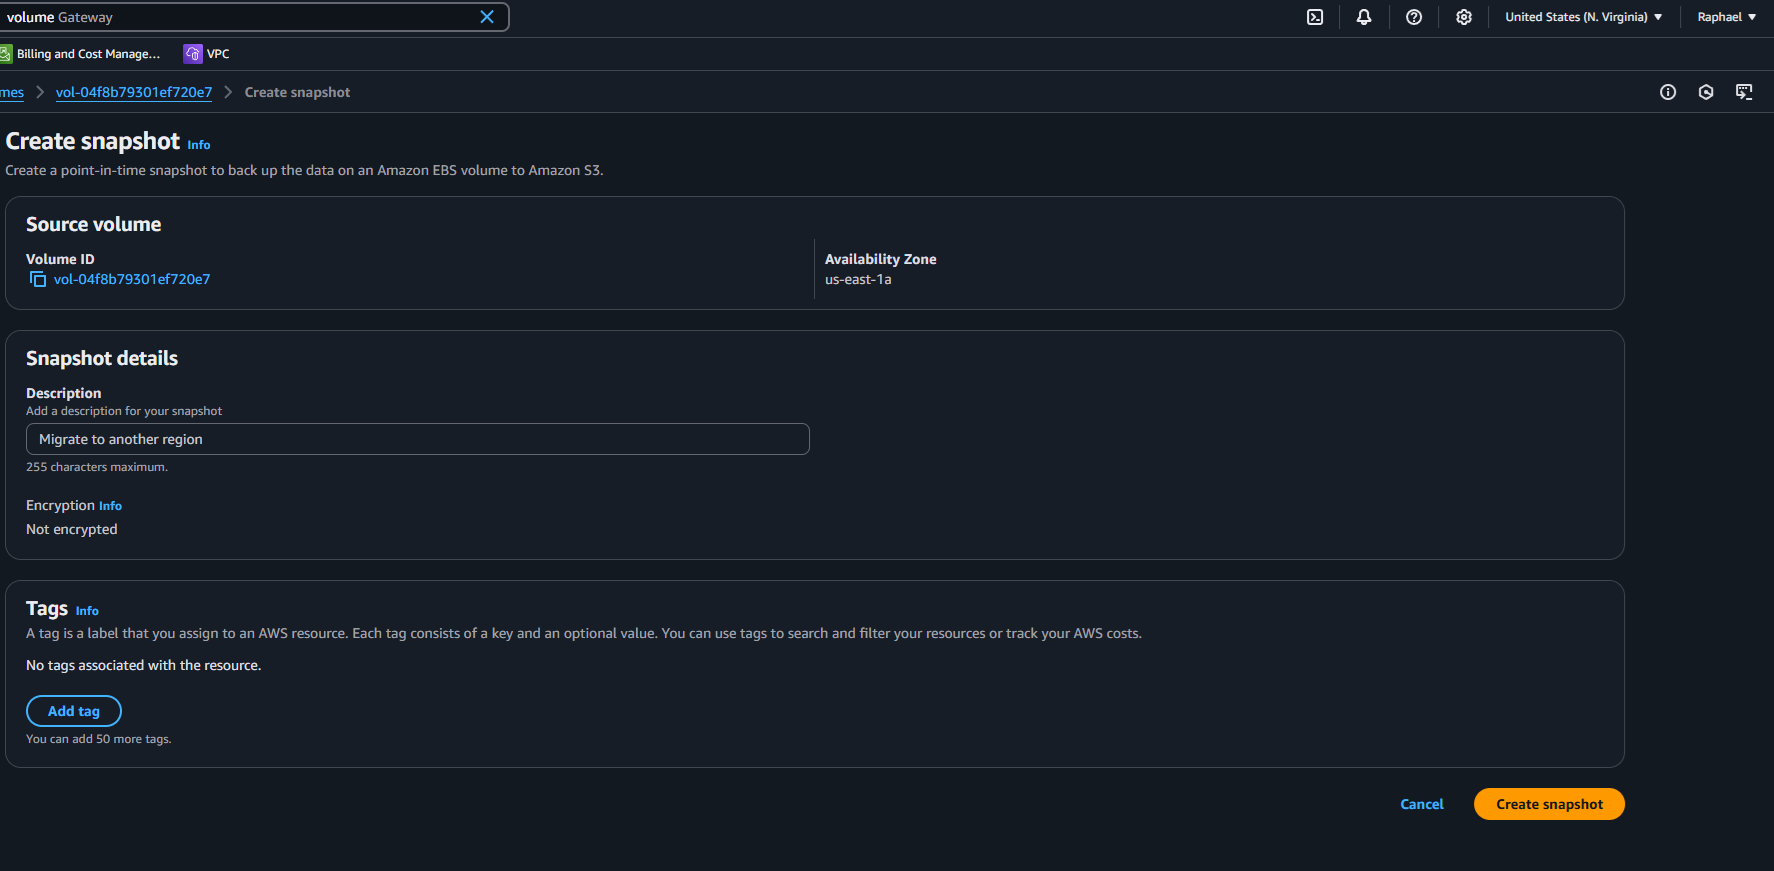 volume Gateway
United States (N. Virginia)
Raphael
Billing and Cost Manage...
VPC
mes
vol-04f8b79301ef720e7
Create snapshot
Create snapshot Info
Create a point-in-time snapshot to back up the data on an Amazon EBS volume to Amazon S3.
Source volume
Volume ID
vol-04f8b79301ef720e7
Availability Zone
us-east-1a
Snapshot details
Description
Add a description for your snapshot
Migrate to another region
255 characters maximum.
Encryption Info
Not encrypted
Tags Info
A tag is a label that you assign to an AWS resource. Each tag consists of a key and an optional value. You can use tags to search and filter your resources or track your AWS costs.
No tags associated with the resource.
Add tag
You can add 50 more tags.
Cancel
Create snapshot